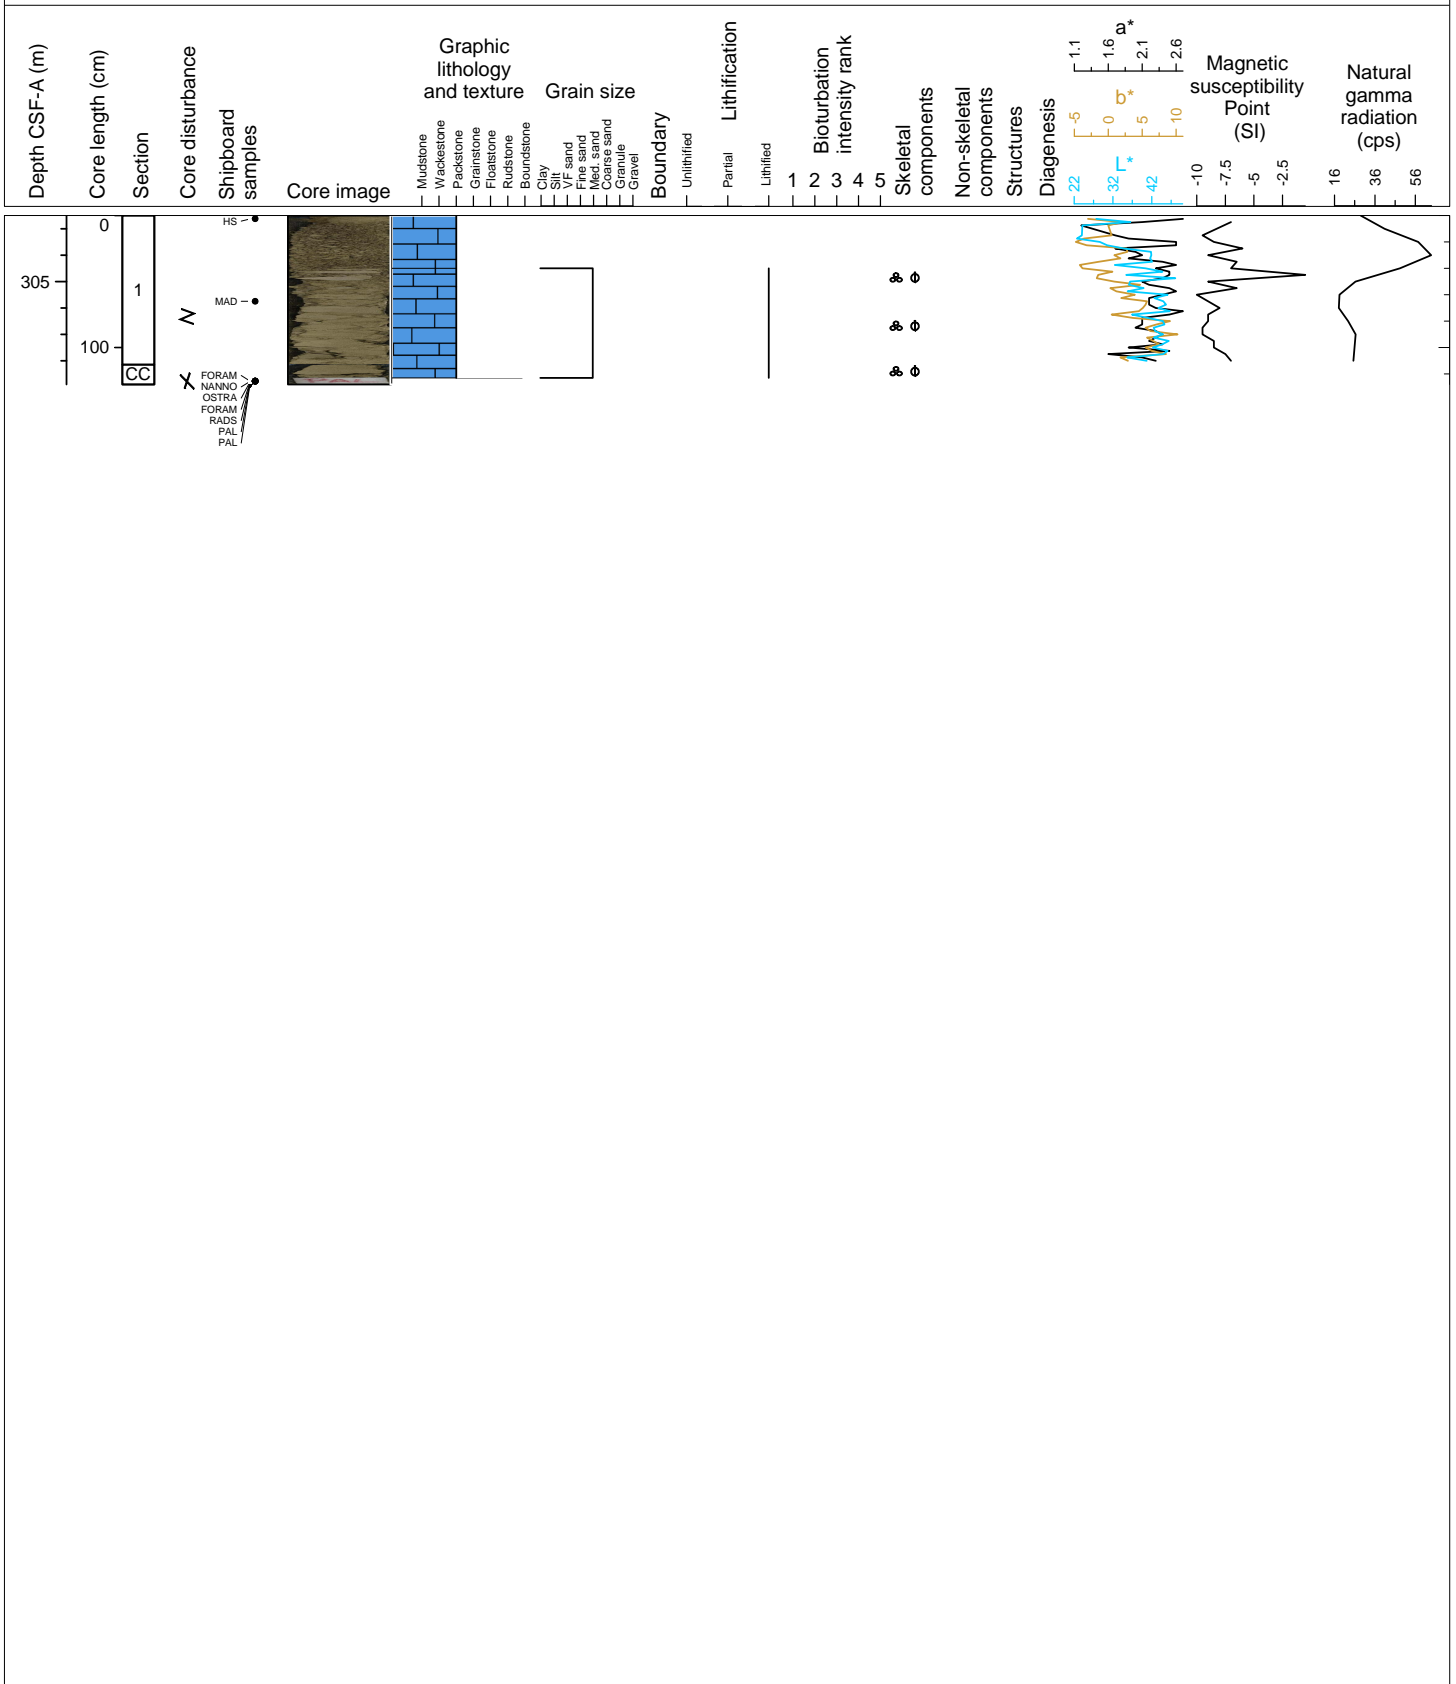 Depth CSF-A (m)
Core length (cm)
Section
Core disturbance
Shipboard
samples
Core image
Graphic
lithology
and texture
Mudstone
Wackestone
Packstone
Grainstone
Floatstone
Rudstone
Boundstone
Grain size
Clay
Silt
VF sand
Fine sand
Med. sand
Coarse sand
Granule
Gravel
Boundary
Lithification
Unlithified
Partial
Lithified
Bioturbation
intensity rank
1 2 3 4 5
Skeletal
components
Non-skeletal
components
Structures
Diagenesis
a*
1.1 1.6 2.1 2.6
b*
-5 0 5 10
L*
22 32 42
Magnetic
susceptibility
Point
(SI)
-10 -7.5 -5 -2.5
Natural
gamma
radiation
(cps)
16 36 56
0
HS
305
1
MAD
100
CC
FORAM
NANNO
OSTRA
FORAM
RADS
PAL
PAL